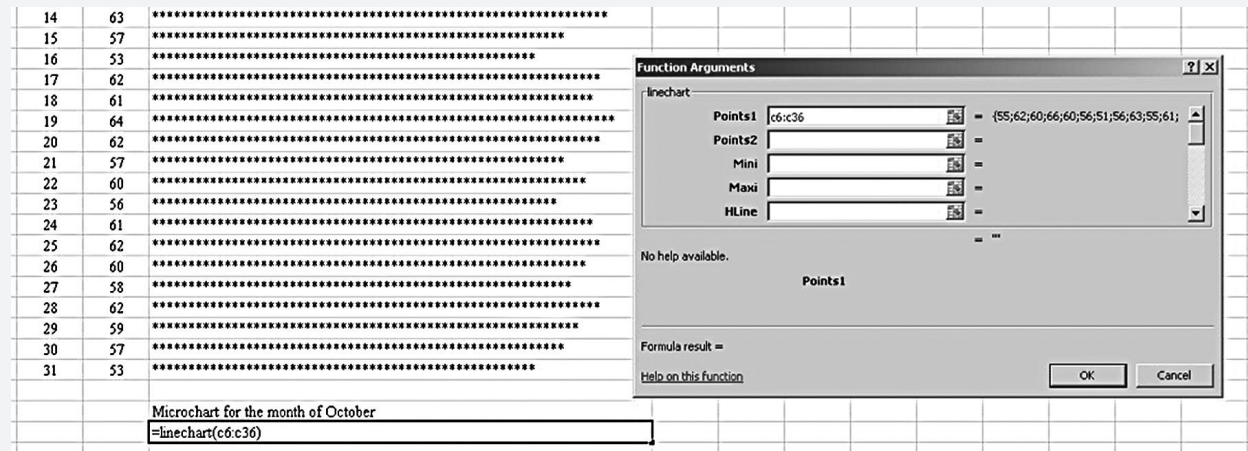 14 63 ***************************************************************
15 57 *********************************************************
16 53 *****************************************************
17 62 **************************************************************
18 61 *************************************************************
19 64 ****************************************************************
20 62 **************************************************************
21 57 *********************************************************
22 60 ************************************************************
23 56 ********************************************************
24 61 *************************************************************
25 62 **************************************************************
26 60 ************************************************************
27 58 **********************************************************
28 62 **************************************************************
29 59 ***********************************************************
30 57 *********************************************************
31 53 *****************************************************
Microchart for the month of October
=linechart(c6:c36)
Function Arguments
linechart
Points1 c6:c36 = {55;62;60;66;60;56;51;56;63;55;61;
Points2 =
Mini =
Maxi =
HLine =
= ""
No help available.
Points1
Formula result =
Help on this function
OK Cancel